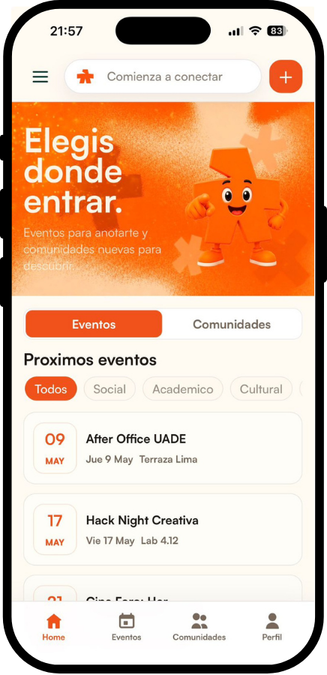 21:57
83
Comienza a conectar
Elegis
donde
entrar.
Eventos para anotarte y
comunidades nuevas para
descubrir.
Eventos
Comunidades
Proximos eventos
Todos
Social
Academico
Cultural
09
MAY
After Office UADE
Jue 9 May Terraza Lima
17
MAY
Hack Night Creativa
Vie 17 May Lab 4.12
21
Cine Foro: Her
Home
Eventos
Comunidades
Perfil